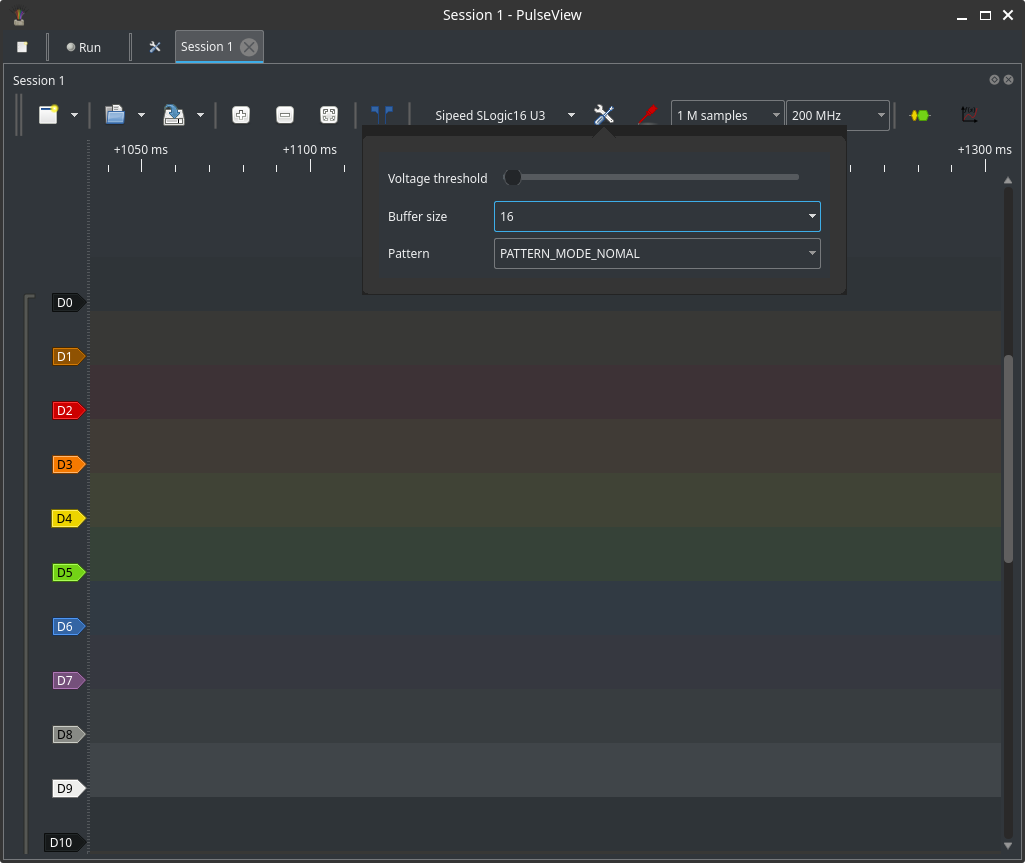 Session 1 - PulseView
Run
Session 1
Session 1
Sipeed SLogic16 U3
1 M samples
200 MHz
+1050 ms
+1100 ms
+1300 ms
Voltage threshold
Buffer size
16
Pattern
PATTERN_MODE_NOMAL
D0
D1
D2
D3
D4
D5
D6
D7
D8
D9
D10